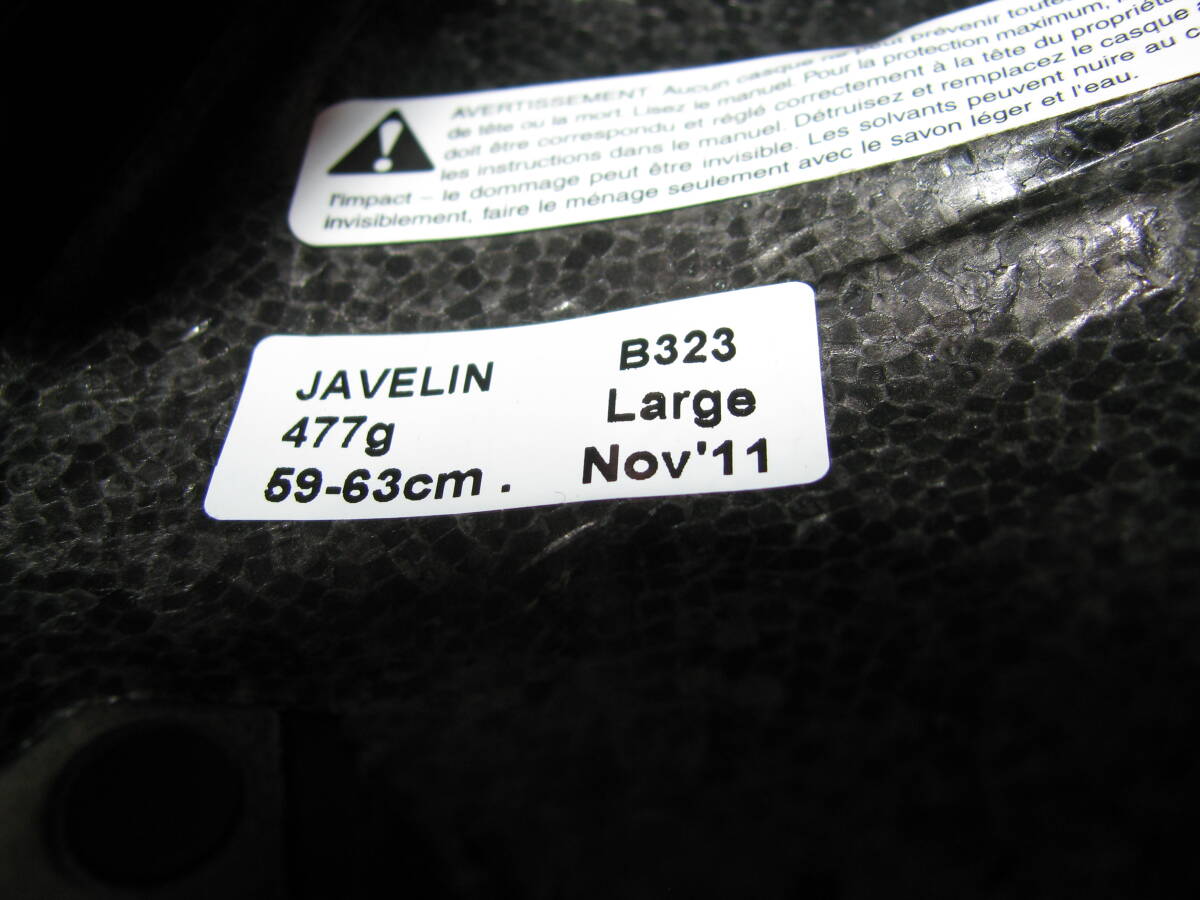 AVERTISSEMENT Aucun casque ne peut prévenir toutes
de tête ou la mort. Lisez le manuel. Pour la protection maximum,
doit être correspondu et réglé correctement à la tête du propriéta
les instructions dans le manuel. Détruisez et remplacez le casque a
l'impact – le dommage peut être invisible. Les solvants peuvent nuire au c
invisiblement, faire le ménage seulement avec le savon léger et l'eau.
JAVELIN B323
477g Large
59-63cm . Nov'11